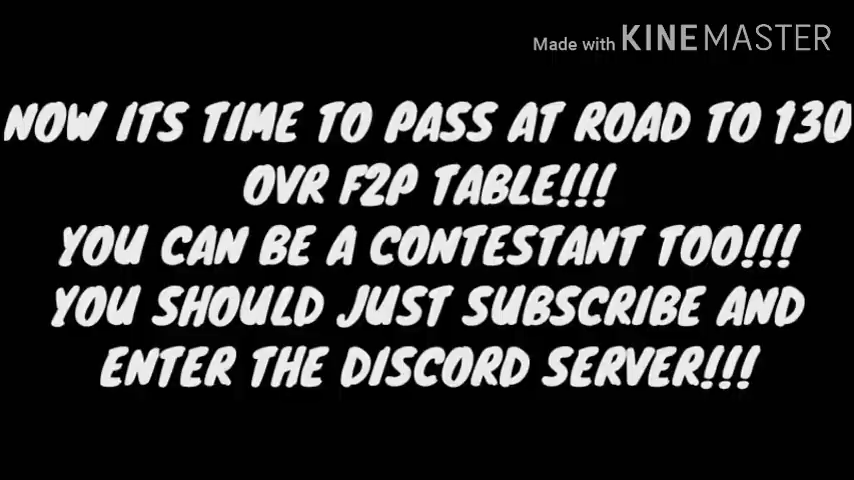 Made with KINEMASTER
NOW ITS TIME TO PASS AT ROAD TO 130
OVR F2P TABLE!!!
YOU CAN BE A CONTESTANT TOO!!!
YOU SHOULD JUST SUBSCRIBE AND
ENTER THE DISCORD SERVER!!!